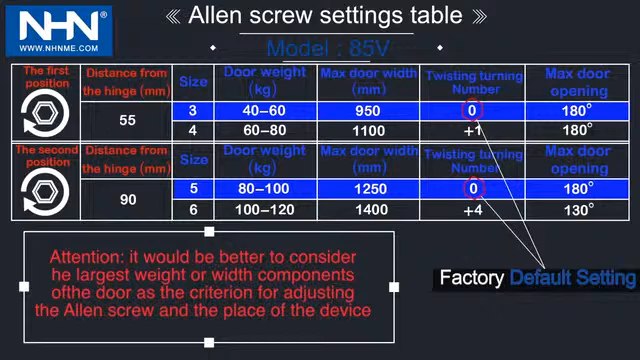 NHN®
WWW.NHNME.COM
《 Allen screw settings table 》
Model : 85V
The first position
Distance from the hinge (mm)
Size
Door weight (kg)
Max door width (mm)
Twisting turning Number
Max door opening
55
3 40–60 950 0 180°
4 60–80 1100 +1 180°
The second position
Distance from the hinge (mm)
Size
Door weight (kg)
Max door width (mm)
Twisting turning Number
Max door opening
90
5 80–100 1250 0 180°
6 100–120 1400 +4 130°
Attention: it would be better to consider
he largest weight or width components
ofthe door as the criterion for adjusting
the Allen screw and the place of the device
Factory Default Setting